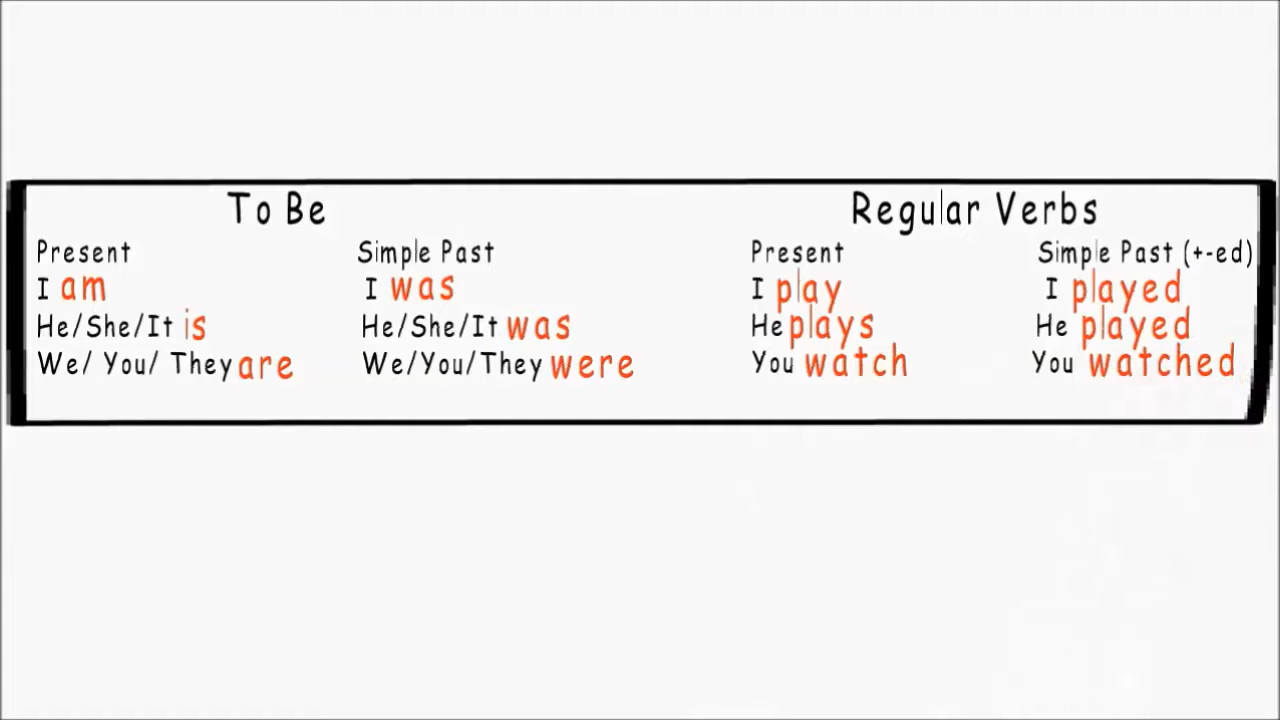 To Be
Present
I am
He/She/It is
We/ You/ They are
Simple Past
I was
He/She/It was
We/You/They were
Regular Verbs
Present
I play
He plays
You watch
Simple Past (+-ed)
I played
He played
You watched